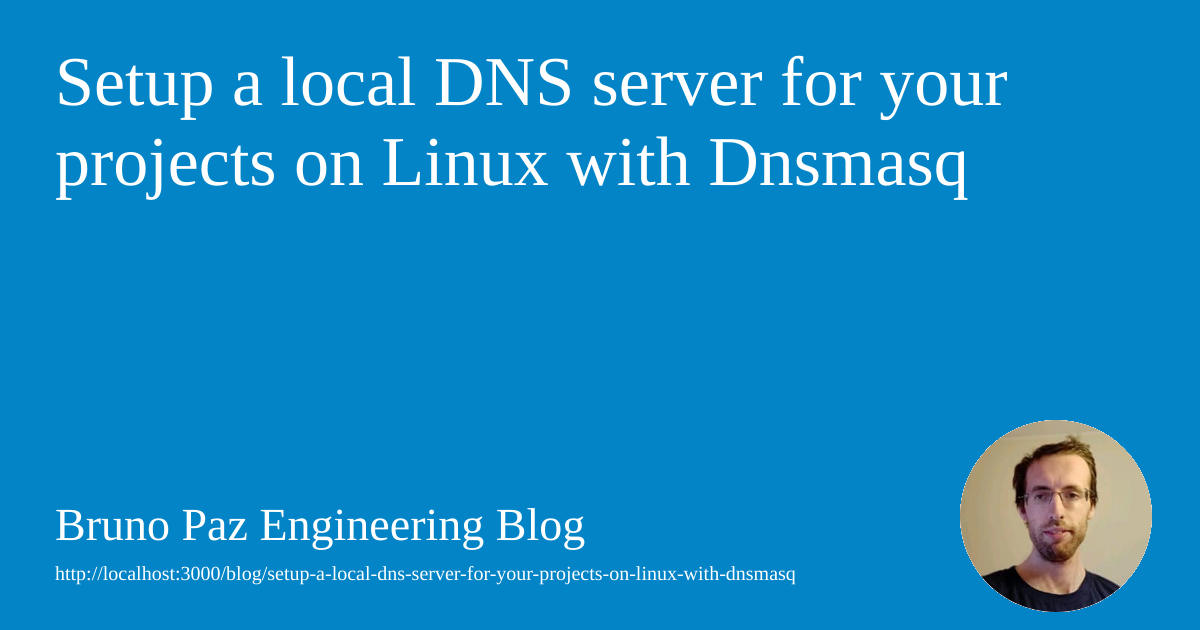 Setup a local DNS server for your
projects on Linux with Dnsmasq
Bruno Paz Engineering Blog
http://localhost:3000/blog/setup-a-local-dns-server-for-your-projects-on-linux-with-dnsmasq